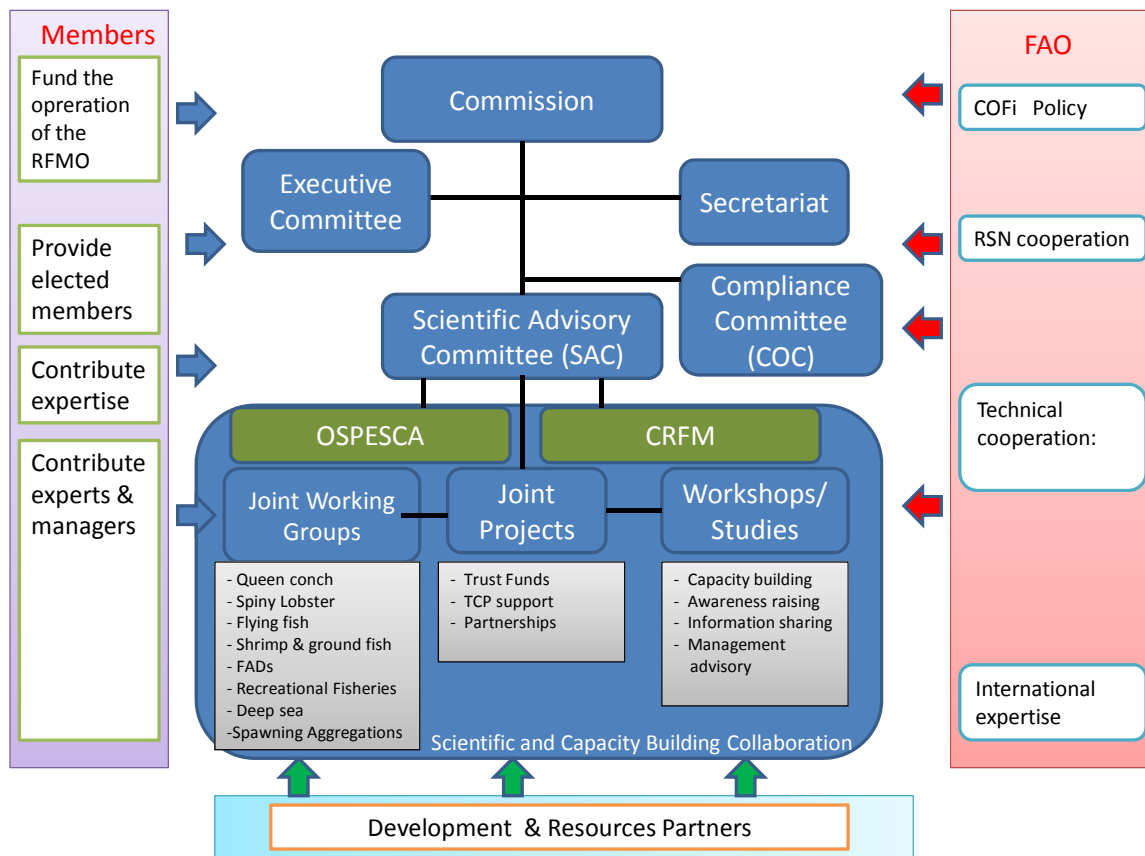 Members
Fund the
opreration
of the
RFMO
Provide
elected
members
Contribute
expertise
Contribute
experts &
managers
Commission
Executive
Committee
Secretariat
Scientific Advisory
Committee (SAC)
Compliance
Committee
(COC)
OSPESCA
CRFM
Joint Working
Groups
Joint
Projects
Workshops/
Studies
- Queen conch
- Spiny Lobster
- Flying fish
- Shrimp & ground fish
- FADs
- Recreational Fisheries
- Deep sea
-Spawning Aggregations
- Trust Funds
- TCP support
- Partnerships
- Capacity building
- Awareness raising
- Information sharing
- Management
advisory
Scientific and Capacity Building Collaboration
Development & Resources Partners
FAO
COFi Policy
RSN cooperation
Technical
cooperation:
International
expertise